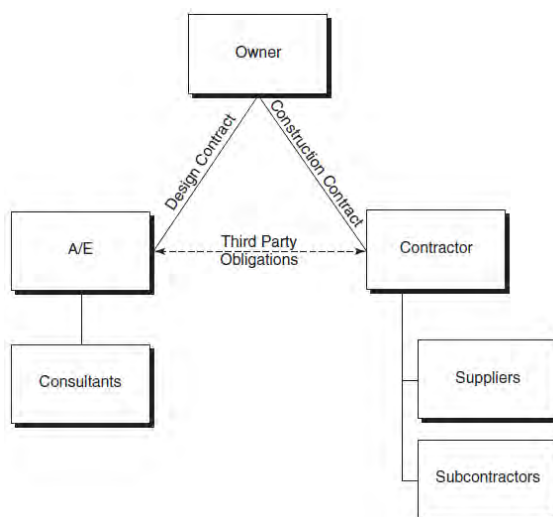 Owner
Design Contract
Construction Contract
A/E
Third Party
Obligations
Contractor
Consultants
Suppliers
Subcontractors